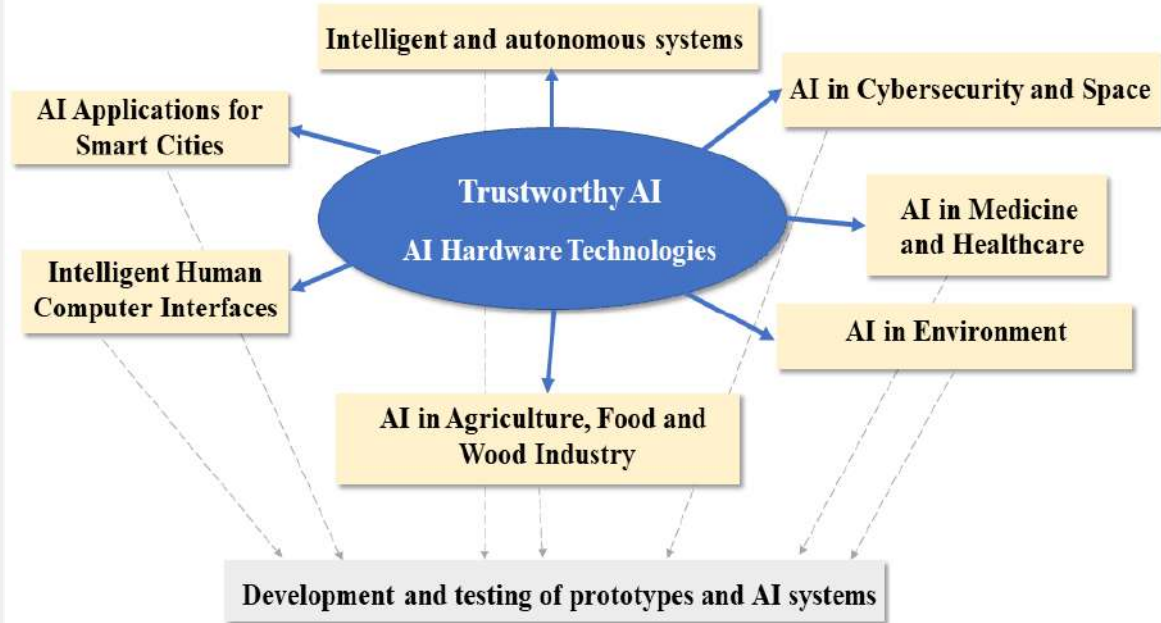 Intelligent and autonomous systems
AI in Cybersecurity and Space
AI Applications for
Smart Cities
Trustworthy AI
AI Hardware Technologies
AI in Medicine
and Healthcare
Intelligent Human
Computer Interfaces
AI in Environment
AI in Agriculture, Food and
Wood Industry
Development and testing of prototypes and AI systems